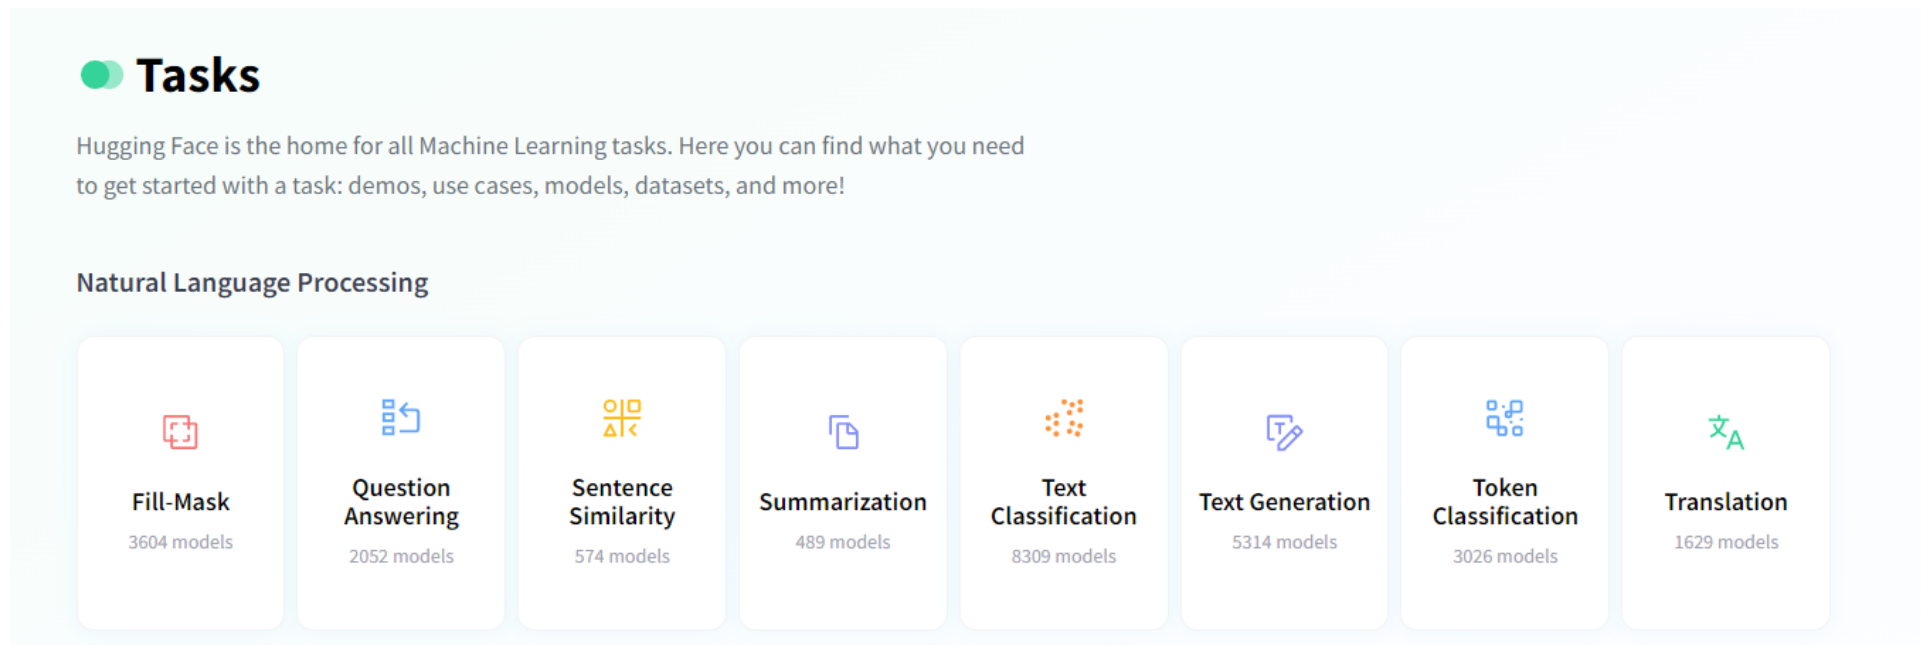 Tasks
Hugging Face is the home for all Machine Learning tasks. Here you can find what you need
to get started with a task: demos, use cases, models, datasets, and more!
Natural Language Processing
Fill-Mask
3604 models
Question
Answering
2052 models
Sentence
Similarity
574 models
Summarization
489 models
Text
Classification
8309 models
Text Generation
5314 models
Token
Classification
3026 models
Translation
1629 models